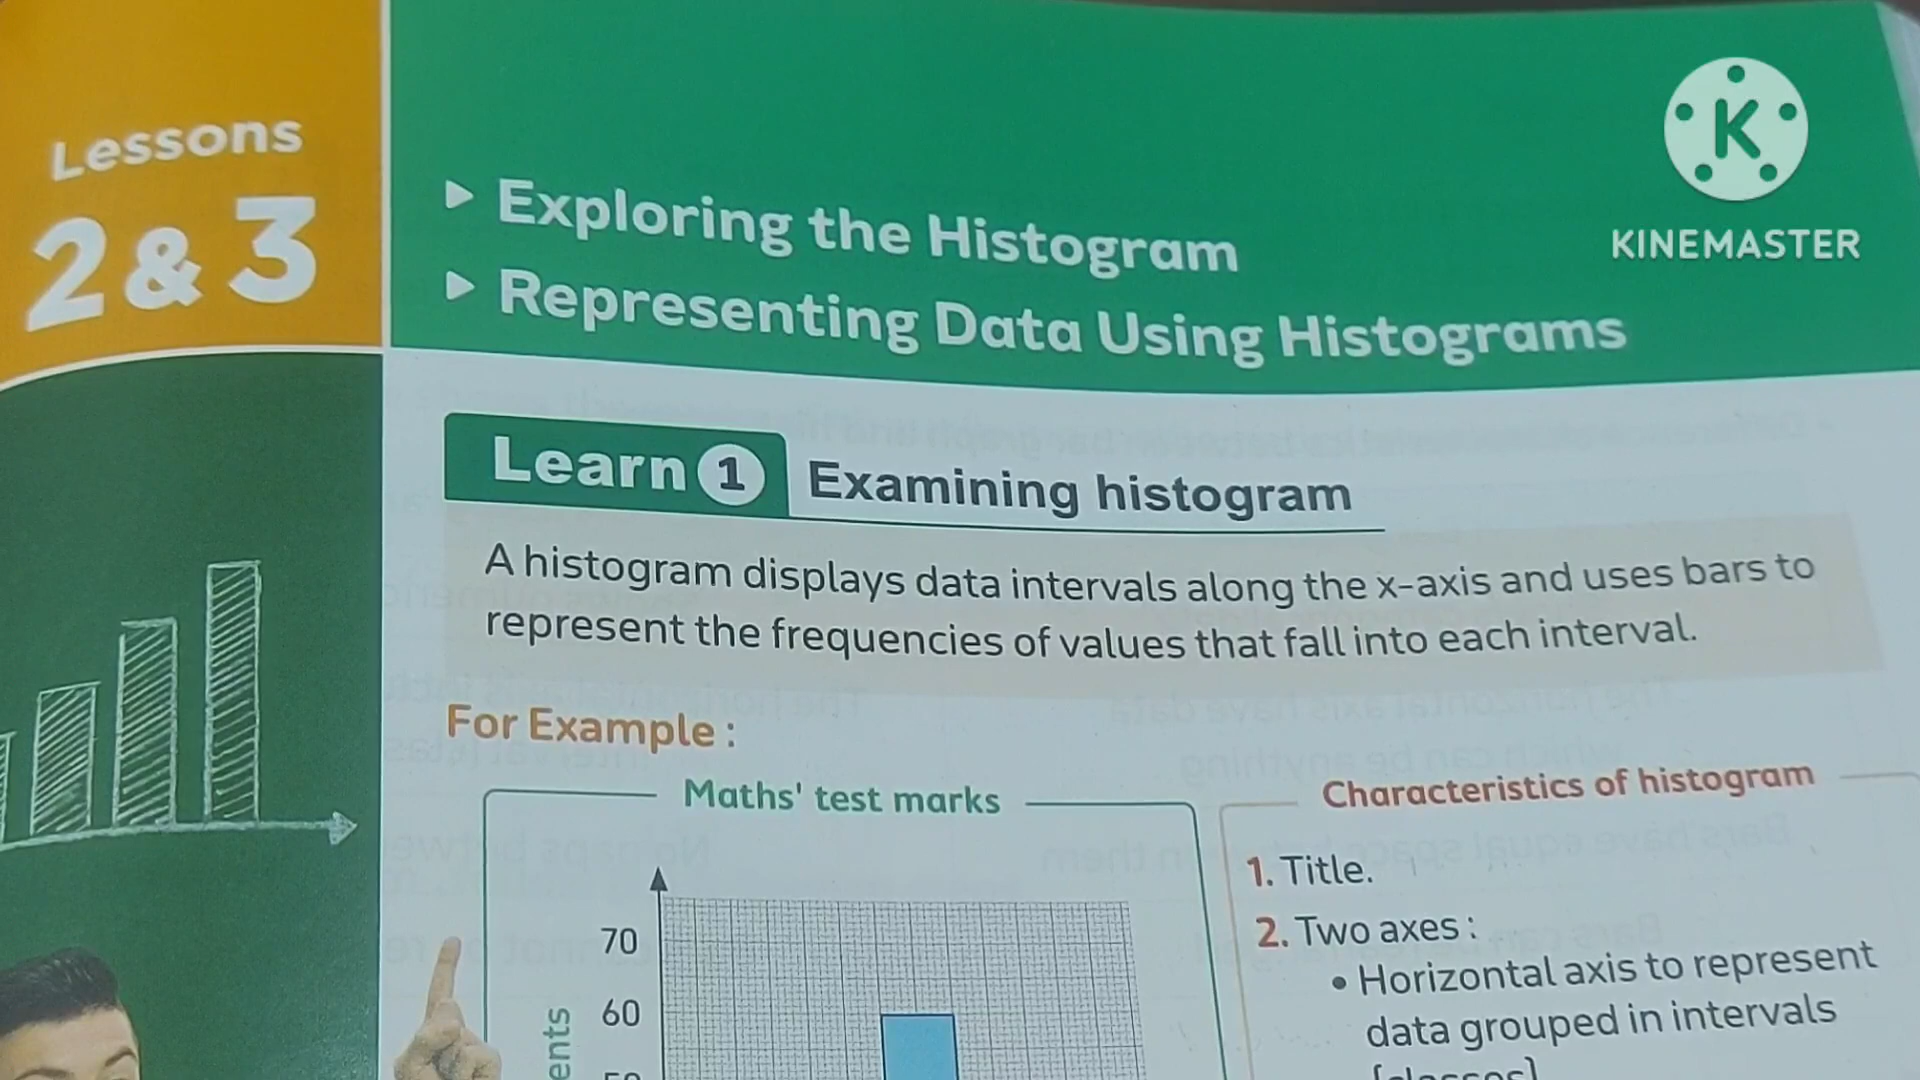 Lessons
2 & 3
▶ Exploring the Histogram
▶ Representing Data Using Histograms
K
KINEMASTER
Learn 1 Examining histogram
A histogram displays data intervals along the x-axis and uses bars to
represent the frequencies of values that fall into each interval.
For Example :
Maths' test marks
70
60
Characteristics of histogram
1. Title.
2. Two axes :
• Horizontal axis to represent
data grouped in intervals